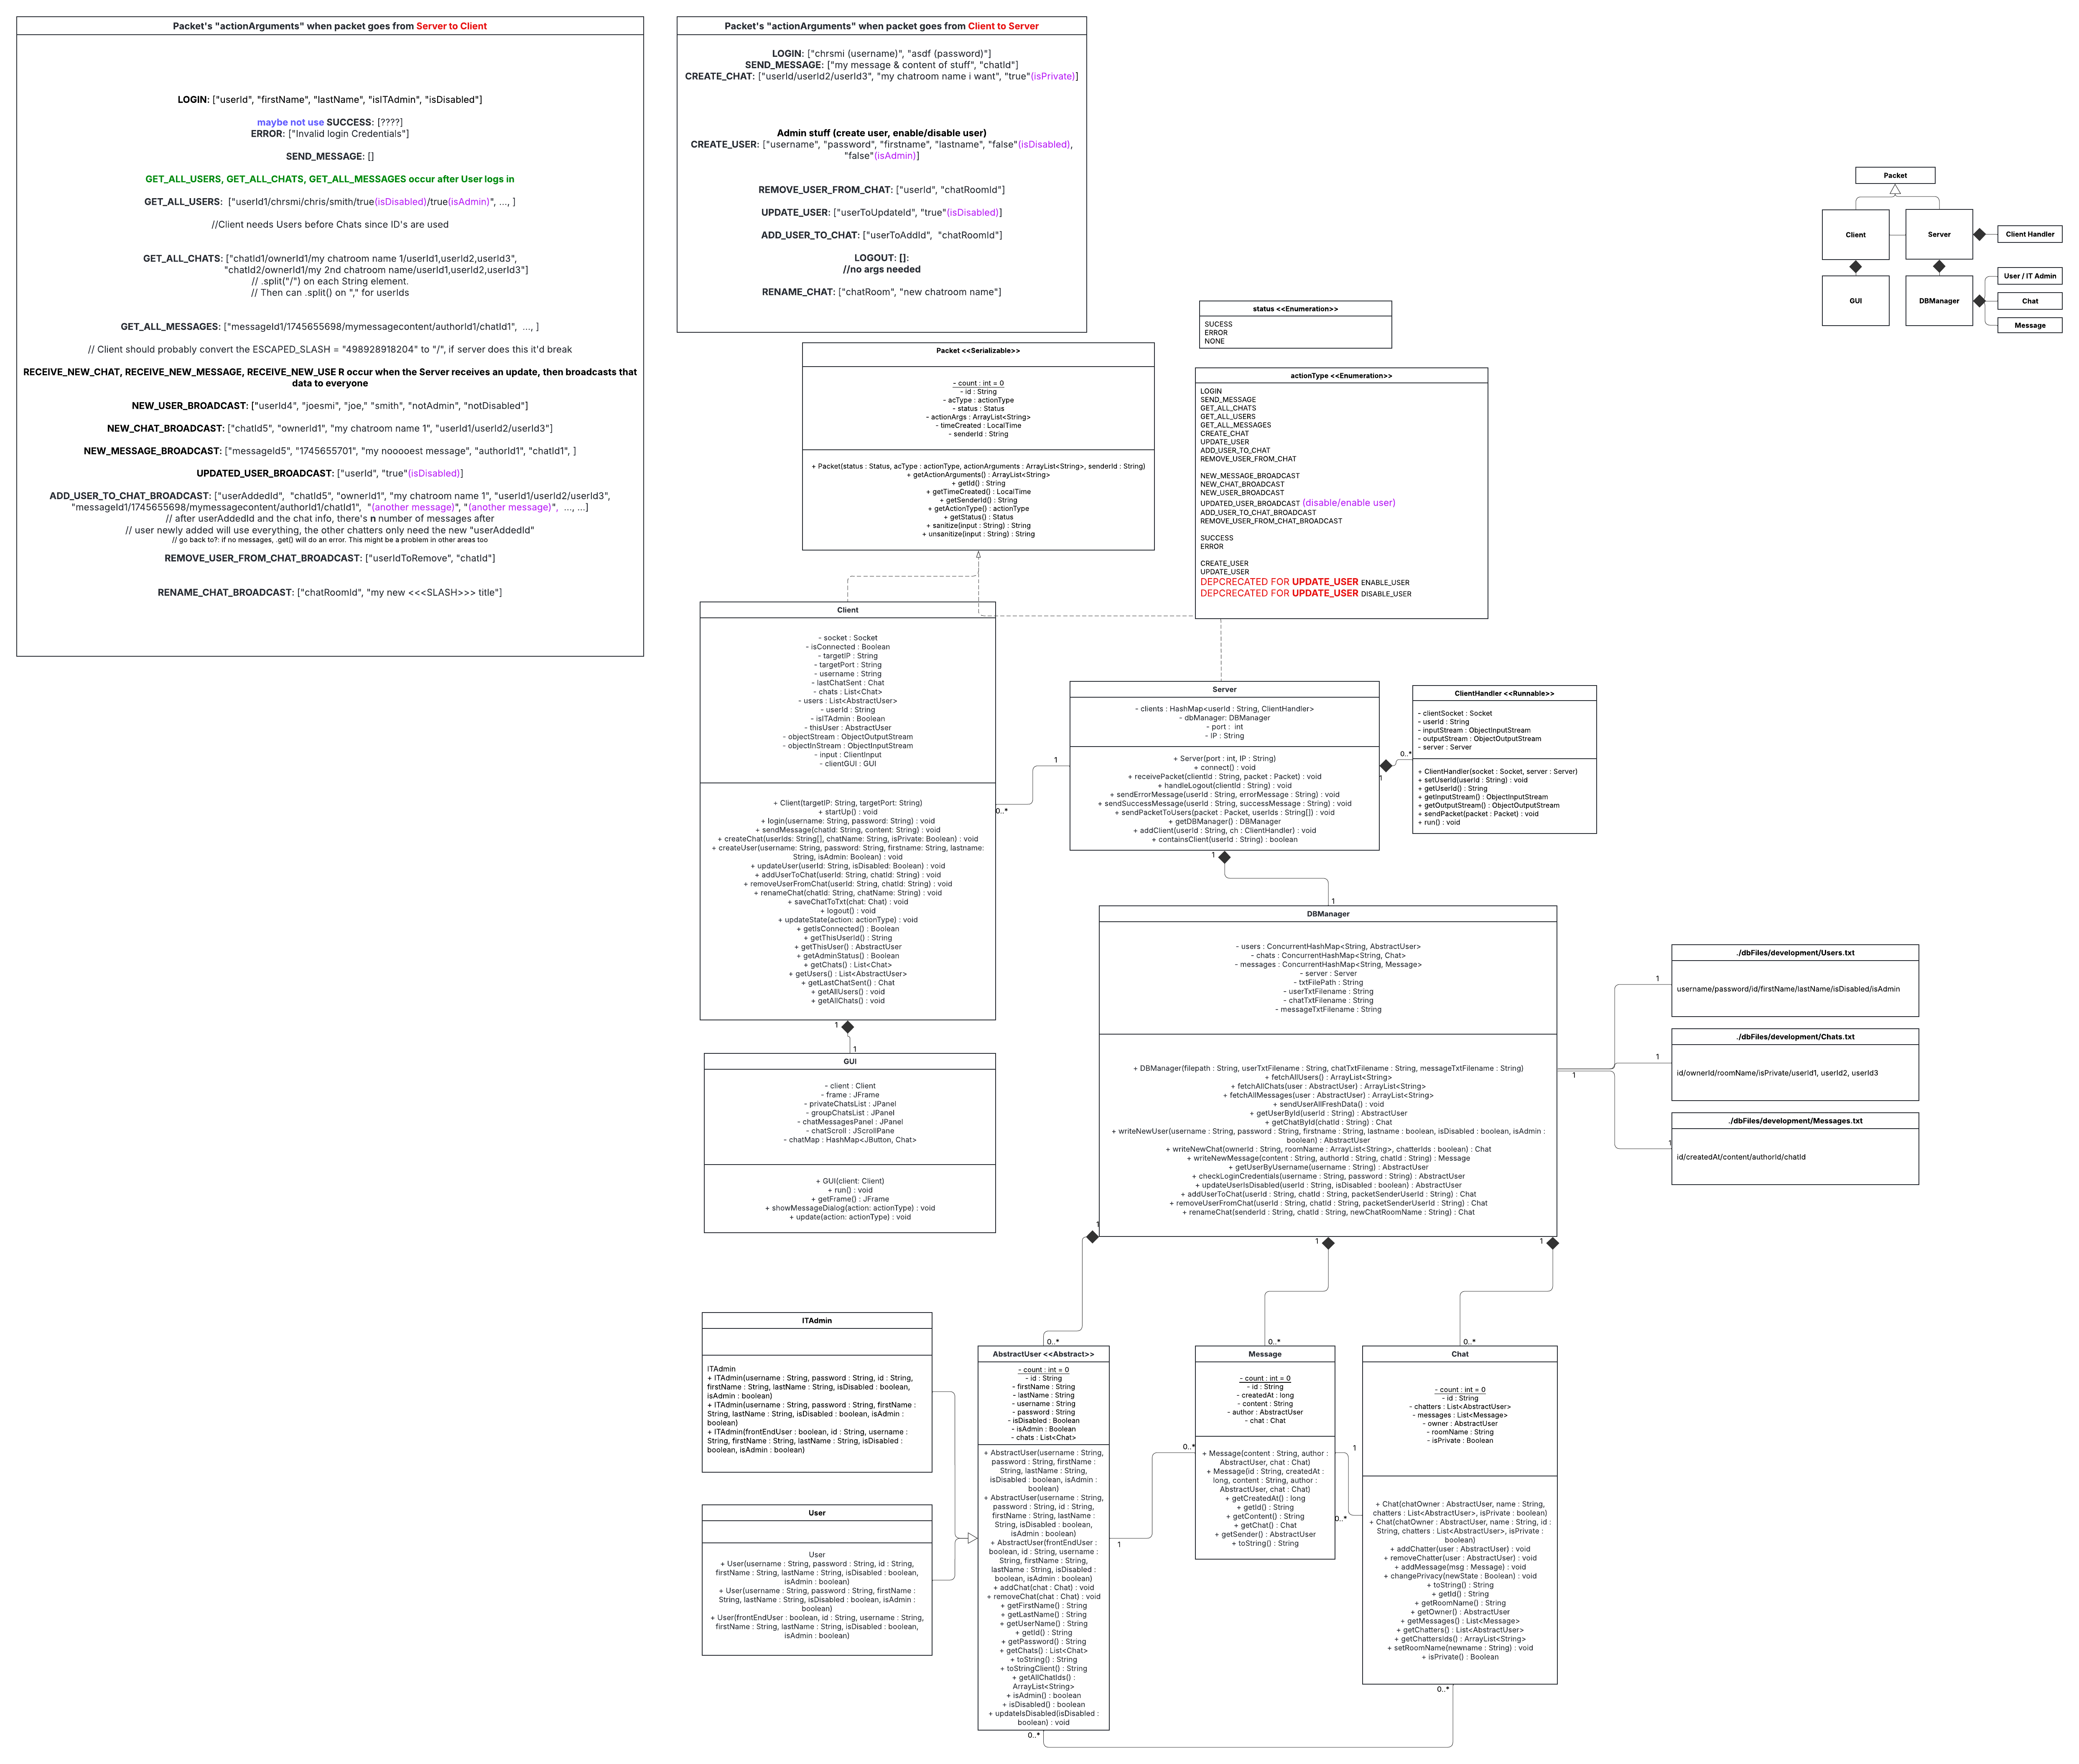 Packet's "actionArguments" when packet goes from Server to Client
LOGIN: ["userId", "firstName", "lastName", "isITAdmin", "isDisabled"]
maybe not use SUCCESS: [????]
ERROR: ["Invalid login Credentials"]
SEND_MESSAGE: []
GET_ALL_USERS, GET_ALL_CHATS, GET_ALL_MESSAGES occur after User logs in
GET_ALL_USERS: ["userId1/chrsmi/chris/smith/true(isDisabled)/true(isAdmin)", ..., ]
//Client needs Users before Chats since ID's are used
GET_ALL_CHATS: ["chatId1/ownerId1/my chatroom name 1/userId1,userId2,userId3",
"chatId2/ownerId1/my 2nd chatroom name/userId1,userId2,userId3"]
// .split("/") on each String element.
// Then can .split() on "," for userIds
GET_ALL_MESSAGES: ["messageId1/1745655698/mymessagecontent/authorId1/chatId1", ..., ]
// Client should probably convert the ESCAPED_SLASH = "498928918204" to "/", if server does this it'd break
RECEIVE_NEW_CHAT, RECEIVE_NEW_MESSAGE, RECEIVE_NEW_USE R occur when the Server receives an update, then broadcasts that
data to everyone
NEW_USER_BROADCAST: ["userId4", "joesmi", "joe," "smith", "notAdmin", "notDisabled"]
NEW_CHAT_BROADCAST: ["chatId5", "ownerId1", "my chatroom name 1", "userId1/userId2/userId3"]
NEW_MESSAGE_BROADCAST: ["messageId5", "1745655701", "my nooooest message", "authorId1", "chatId1", ]
UPDATED_USER_BROADCAST: ["userId", "true"(isDisabled)]
ADD_USER_TO_CHAT_BROADCAST: ["userAddedId", "chatId5", "ownerId1", "my chatroom name 1", "userId1/userId2/userId3",
"messageId1/1745655698/mymessagecontent/authorId1/chatId1", "(another message)", "(another message)", ..., ...]
// after userAddedId and the chat info, there's n number of messages after
// user newly added will use everything, the other chatters only need the new "userAddedId"
// go back to?: if no messages, .get() will do an error. This might be a problem in other areas too
REMOVE_USER_FROM_CHAT_BROADCAST: ["userIdToRemove", "chatId"]
RENAME_CHAT_BROADCAST: ["chatRoomId", "my new <<<SLASH>>> title"]
Packet's "actionArguments" when packet goes from Client to Server
LOGIN: ["chrsmi (username)", "asdf (password)"]
SEND_MESSAGE: ["my message & content of stuff", "chatId"]
CREATE_CHAT: ["userId/userId2/userId3", "my chatroom name i want", "true"(isPrivate)]
Admin stuff (create user, enable/disable user)
CREATE_USER: ["username", "password", "firstname", "lastname", "false"(isDisabled),
"false"(isAdmin)]
REMOVE_USER_FROM_CHAT: ["userId", "chatRoomId"]
UPDATE_USER: ["userToUpdateId", "true"(isDisabled)]
ADD_USER_TO_CHAT: ["userToAddId", "chatRoomId"]
LOGOUT: []:
//no args needed
RENAME_CHAT: ["chatRoom", "new chatroom name"]
Packet
Client
Server
Client Handler
GUI
DBManager
User / IT Admin
Chat
Message
status <<Enumeration>>
SUCESS
ERROR
NONE
Packet <<Serializable>>
- count : int = 0
- id : String
- acType : actionType
- status : Status
- actionArgs : ArrayList<String>
- timeCreated : LocalTime
- senderId : String
+ Packet(status : Status, acType : actionType, actionArguments : ArrayList<String>, senderId : String)
+ getActionArguments() : ArrayList<String>
+ getId() : String
+ getTimeCreated() : LocalTime
+ getSenderId() : String
+ getActionType() : actionType
+ getStatus() : Status
+ sanitize(input : String) : String
+ unsanitize(input : String) : String
actionType <<Enumeration>>
LOGIN
SEND_MESSAGE
GET_ALL_CHATS
GET_ALL_USERS
GET_ALL_MESSAGES
CREATE_CHAT
UPDATE_USER
ADD_USER_TO_CHAT
REMOVE_USER_FROM_CHAT
NEW_MESSAGE_BROADCAST
NEW_CHAT_BROADCAST
NEW_USER_BROADCAST
UPDATED_USER_BROADCAST (disable/enable user)
ADD_USER_TO_CHAT_BROADCAST
REMOVE_USER_FROM_CHAT_BROADCAST
SUCCESS
ERROR
CREATE_USER
UPDATE_USER
DEPCRECATED FOR UPDATE_USER ENABLE_USER
DEPCRECATED FOR UPDATE_USER DISABLE_USER
Client
- socket : Socket
- isConnected : Boolean
- targetIP : String
- targetPort : String
- username : String
- lastChatSent : Chat
- chats : List<Chat>
- users : List<AbstractUser>
- userId : String
- isITAdmin : Boolean
- thisUser : AbstractUser
- objectStream : ObjectOutputStream
- objectInStream : ObjectInputStream
- input : ClientInput
- clientGUI : GUI
+ Client(targetIP: String, targetPort: String)
+ startUp() : void
+ login(username: String, password: String) : void
+ sendMessage(chatId: String, content: String) : void
+ createChat(userIds: String[], chatName: String, isPrivate: Boolean) : void
+ createUser(username: String, password: String, firstname: String, lastname:
String, isAdmin: Boolean) : void
+ updateUser(userId: String, isDisabled: Boolean) : void
+ addUserToChat(userId: String, chatId: String) : void
+ removeUserFromChat(userId: String, chatId: String) : void
+ renameChat(chatId: String, chatName: String) : void
+ saveChatToTxt(chat: Chat) : void
+ logout() : void
+ updateState(action: actionType) : void
+ getIsConnected() : Boolean
+ getThisUserId() : String
+ getThisUser() : AbstractUser
+ getAdminStatus() : Boolean
+ getChats() : List<Chat>
+ getUsers() : List<AbstractUser>
+ getLastChatSent() : Chat
+ getAllUsers() : void
+ getAllChats() : void
1
0..*
Server
- clients : HashMap<userId : String, ClientHandler>
- dbManager: DBManager
- port : int
- IP : String
+ Server(port : int, IP : String)
+ connect() : void
+ receivePacket(clientId : String, packet : Packet) : void
+ handleLogout(clientId : String) : void
+ sendErrorMessage(userId : String, errorMessage : String) : void
+ sendSuccessMessage(userId : String, successMessage : String) : void
+ sendPacketToUsers(packet : Packet, userIds : String[]) : void
+ getDBManager() : DBManager
+ addClient(userId : String, ch : ClientHandler) : void
+ containsClient(userId : String) : boolean
1
0..*
ClientHandler <<Runnable>>
- clientSocket : Socket
- userId : String
- inputStream : ObjectInputStream
- outputStream : ObjectOutputStream
- server : Server
+ ClientHandler(socket : Socket, server : Server)
+ setUserId(userId : String) : void
+ getUserId() : String
+ getInputStream() : ObjectInputStream
+ getOutputStream() : ObjectOutputStream
+ sendPacket(packet : Packet) : void
+ run() : void
1
1
DBManager
- users : ConcurrentHashMap<String, AbstractUser>
- chats : ConcurrentHashMap<String, Chat>
- messages : ConcurrentHashMap<String, Message>
- server : Server
- txtFilePath : String
- userTxtFilename : String
- chatTxtFilename : String
- messageTxtFilename : String
+ DBManager(filepath : String, userTxtFilename : String, chatTxtFilename : String, messageTxtFilename : String)
+ fetchAllUsers() : ArrayList<String>
+ fetchAllChats(user : AbstractUser) : ArrayList<String>
+ fetchAllMessages(user : AbstractUser) : ArrayList<String>
+ sendUserAllFreshData() : void
+ getUserById(userId : String) : AbstractUser
+ getChatById(chatId : String) : Chat
+ writeNewUser(username : String, password : String, firstname : String, lastname : boolean, isDisabled : boolean, isAdmin :
boolean) : AbstractUser
+ writeNewChat(ownerId : String, roomName : ArrayList<String>, chatterIds : boolean) : Chat
+ writeNewMessage(content : String, authorId : String, chatId : String) : Message
+ getUserByUsername(username : String) : AbstractUser
+ checkLoginCredentials(username : String, password : String) : AbstractUser
+ updateUserIsDisabled(userId : String, isDisabled : boolean) : AbstractUser
+ addUserToChat(userId : String, chatId : String, packetSenderUserId : String) : Chat
+ removeUserFromChat(userId : String, chatId : String, packetSenderUserId : String) : Chat
+ renameChat(senderId : String, chatId : String, newChatRoomName : String) : Chat
1
1
1
1
./dbFiles/development/Users.txt
username/password/id/firstName/lastName/isDisabled/isAdmin
./dbFiles/development/Chats.txt
id/ownerId/roomName/isPrivate/userId1, userId2, userId3
./dbFiles/development/Messages.txt
id/createdAt/content/authorId/chatId
1
1
GUI
- client : Client
- frame : JFrame
- privateChatsList : JPanel
- groupChatsList : JPanel
- chatMessagesPanel : JPanel
- chatScroll : JScrollPane
- chatMap : HashMap<JButton, Chat>
+ GUI(client: Client)
+ run() : void
+ getFrame() : JFrame
+ showMessageDialog(action: actionType) : void
+ update(action: actionType) : void
1
1
1
0..*
0..*
0..*
ITAdmin
ITAdmin
+ ITAdmin(username : String, password : String, id : String,
firstName : String, lastName : String, isDisabled : boolean,
isAdmin : boolean)
+ ITAdmin(username : String, password : String, firstName :
String, lastName : String, isDisabled : boolean, isAdmin :
boolean)
+ ITAdmin(frontEndUser : boolean, id : String, username :
String, firstName : String, lastName : String, isDisabled :
boolean, isAdmin : boolean)
User
User
+ User(username : String, password : String, id : String,
firstName : String, lastName : String, isDisabled : boolean,
isAdmin : boolean)
+ User(username : String, password : String, firstName :
String, lastName : String, isDisabled : boolean, isAdmin :
boolean)
+ User(frontEndUser : boolean, id : String, username : String,
firstName : String, lastName : String, isDisabled : boolean,
isAdmin : boolean)
AbstractUser <<Abstract>>
- count : int = 0
- id : String
- firstName : String
- lastName : String
- username : String
- password : String
- isDisabled : Boolean
- isAdmin : Boolean
- chats : List<Chat>
+ AbstractUser(username : String,
password : String, firstName :
String, lastName : String,
isDisabled : boolean, isAdmin :
boolean)
+ AbstractUser(username : String,
password : String, id : String,
firstName : String, lastName :
String, isDisabled : boolean,
isAdmin : boolean)
+ AbstractUser(frontEndUser :
boolean, id : String, username :
String, firstName : String,
lastName : String, isDisabled :
boolean, isAdmin : boolean)
+ addChat(chat : Chat) : void
+ removeChat(chat : Chat) : void
+ getFirstName() : String
+ getLastName() : String
+ getUserName() : String
+ getId() : String
+ getPassword() : String
+ getChats() : List<Chat>
+ toString() : String
+ toStringClient() : String
+ getAllChatIds() :
ArrayList<String>
+ isAdmin() : boolean
+ isDisabled() : boolean
+ updateIsDisabled(isDisabled :
boolean) : void
0..*
1
Message
- count : int = 0
- id : String
- createdAt : long
- content : String
- author : AbstractUser
- chat : Chat
+ Message(content : String, author :
AbstractUser, chat : Chat)
+ Message(id : String, createdAt :
long, content : String, author :
AbstractUser, chat : Chat)
+ getCreatedAt() : long
+ getId() : String
+ getContent() : String
+ getChat() : Chat
+ getSender() : AbstractUser
+ toString() : String
1
0..*
Chat
- count : int = 0
- id : String
- chatters : List<AbstractUser>
- messages : List<Message>
- owner : AbstractUser
- roomName : String
- isPrivate : Boolean
+ Chat(chatOwner : AbstractUser, name : String,
chatters : List<AbstractUser>, isPrivate : boolean)
+ Chat(chatOwner : AbstractUser, name : String, id :
String, chatters : List<AbstractUser>, isPrivate :
boolean)
+ addChatter(user : AbstractUser) : void
+ removeChatter(user : AbstractUser) : void
+ addMessage(msg : Message) : void
+ changePrivacy(newState : Boolean) : void
+ toString() : String
+ getId() : String
+ getRoomName() : String
+ getOwner() : AbstractUser
+ getMessages() : List<Message>
+ getChatters() : List<AbstractUser>
+ getChattersIds() : ArrayList<String>
+ setRoomName(newname : String) : void
+ isPrivate() : Boolean
0..*
0..*